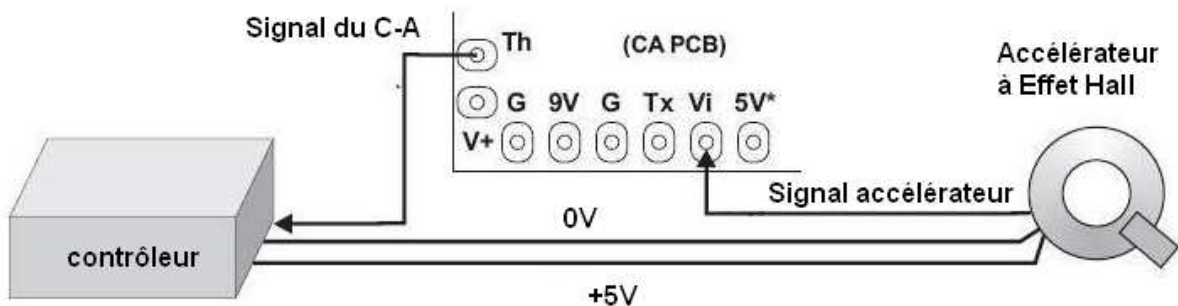 Signal du C-A
Th
(CA PCB)
Accélérateur
à Effet Hall
G 9V G Tx Vi 5V*
V+
Signal accélérateur
0V
contrôleur
+5V